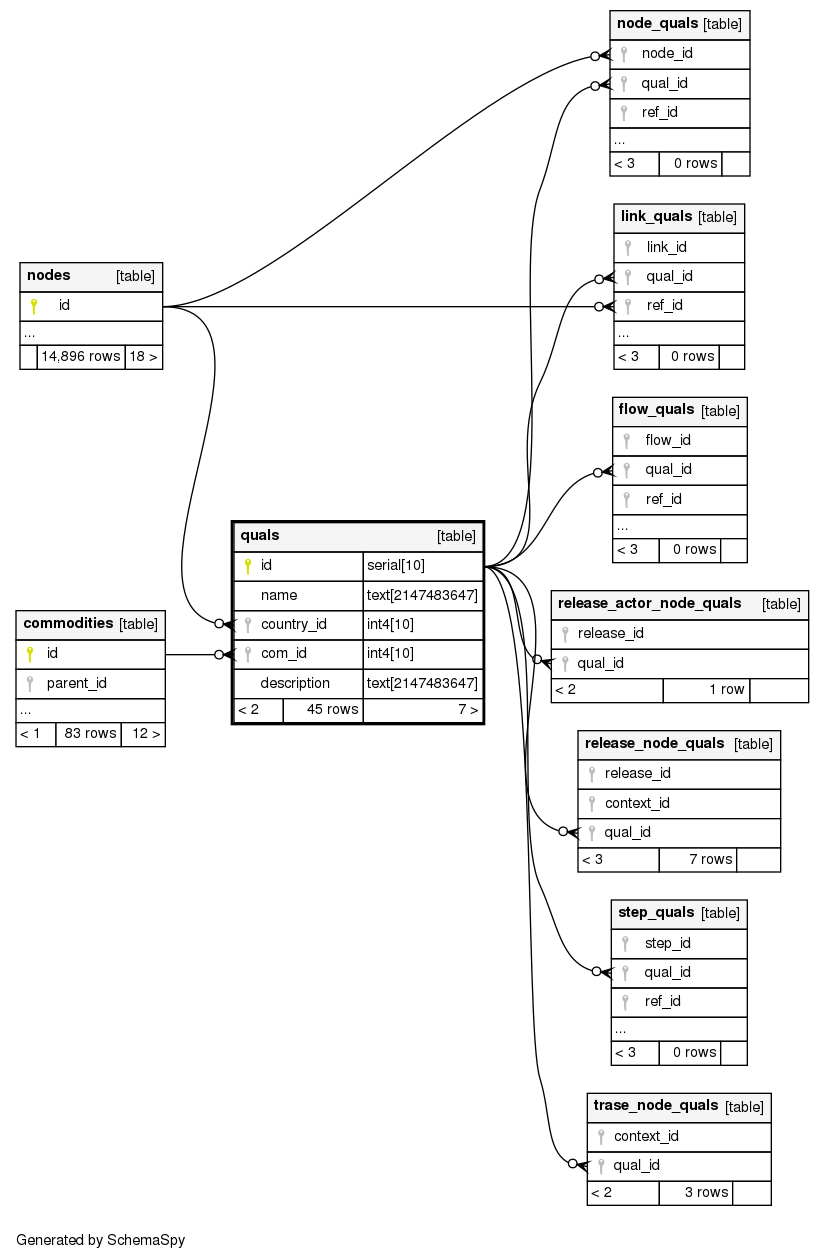 node_quals [table]
node_id
qual_id
ref_id
...
< 3 0 rows
link_quals [table]
link_id
qual_id
ref_id
...
< 3 0 rows
nodes [table]
id
...
14,896 rows 18 >
flow_quals [table]
flow_id
qual_id
ref_id
...
< 3 0 rows
quals [table]
id serial[10]
name text[2147483647]
country_id int4[10]
com_id int4[10]
description text[2147483647]
< 2 45 rows 7 >
commodities [table]
id
parent_id
...
< 1 83 rows 12 >
release_actor_node_quals [table]
release_id
qual_id
< 2 1 row
release_node_quals [table]
release_id
context_id
qual_id
< 3 7 rows
step_quals [table]
step_id
qual_id
ref_id
...
< 3 0 rows
trase_node_quals [table]
context_id
qual_id
< 2 3 rows
Generated by SchemaSpy